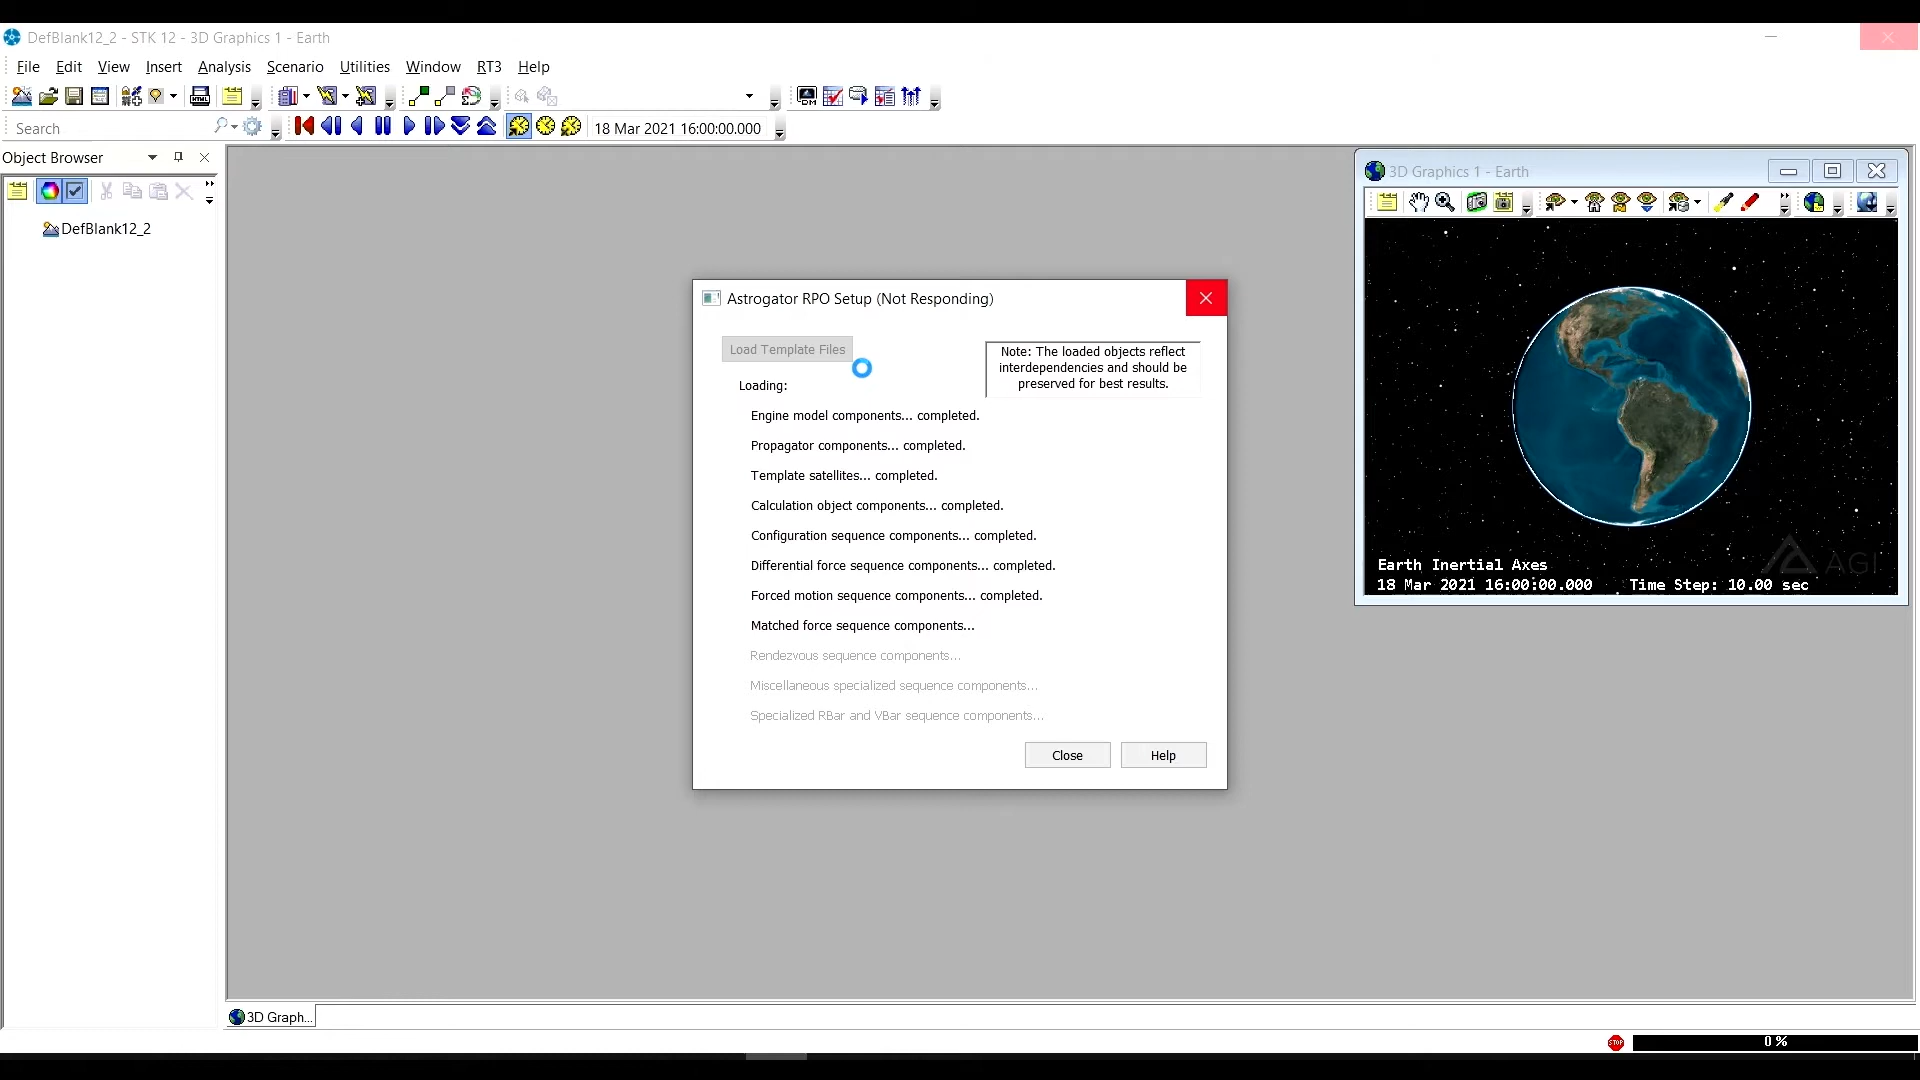 DefBlank12_2 - STK 12 - 3D Graphics 1 - Earth
File Edit View Insert Analysis Scenario Utilities Window RT3 Help
Search
18 Mar 2021 16:00:00.000
Object Browser
DefBlank12_2
3D Graphics 1 - Earth
Astrogator RPO Setup (Not Responding)
Load Template Files
Note: The loaded objects reflect
interdependencies and should be
preserved for best results.
Loading:
Engine model components... completed.
Propagator components... completed.
Template satellites... completed.
Calculation object components... completed.
Configuration sequence components... completed.
Differential force sequence components... completed.
Forced motion sequence components... completed.
Matched force sequence components...
Rendezvous sequence components...
Miscellaneous specialized sequence components...
Specialized RBar and VBar sequence components...
Close Help
AGI
Earth Inertial Axes
18 Mar 2021 16:00:00.000 Time Step: 10.00 sec
3D Graph...
STOP
0 %